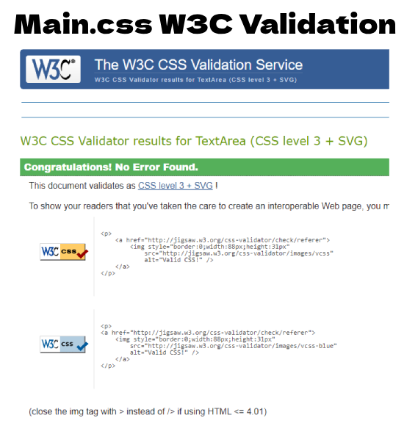 Main.css W3C Validation
W3C® The W3C CSS Validation Service
W3C CSS Validator results for TextArea (CSS level 3 + SVG)
W3C CSS Validator results for TextArea (CSS level 3 + SVG)
Congratulations! No Error Found.
This document validates as CSS level 3 + SVG !
To show your readers that you've taken the care to create an interoperable Web page, you m
<p>
<a href="http://jigsaw.w3.org/css-validator/check/referer">
<img style="border:0;width:88px;height:31px"
W3C css
src="http://jigsaw.w3.org/css-validator/images/vcss"
alt="Valid CSS!" />
</a>
</p>
<p>
<a href="http://jigsaw.w3.org/css-validator/check/referer">
<img style="border:0;width:88px;height:31px"
W3C css
src="http://jigsaw.w3.org/css-validator/images/vcss-blue"
alt="Valid CSS!" />
</a>
</p>
(close the img tag with > instead of /> if using HTML <= 4.01)